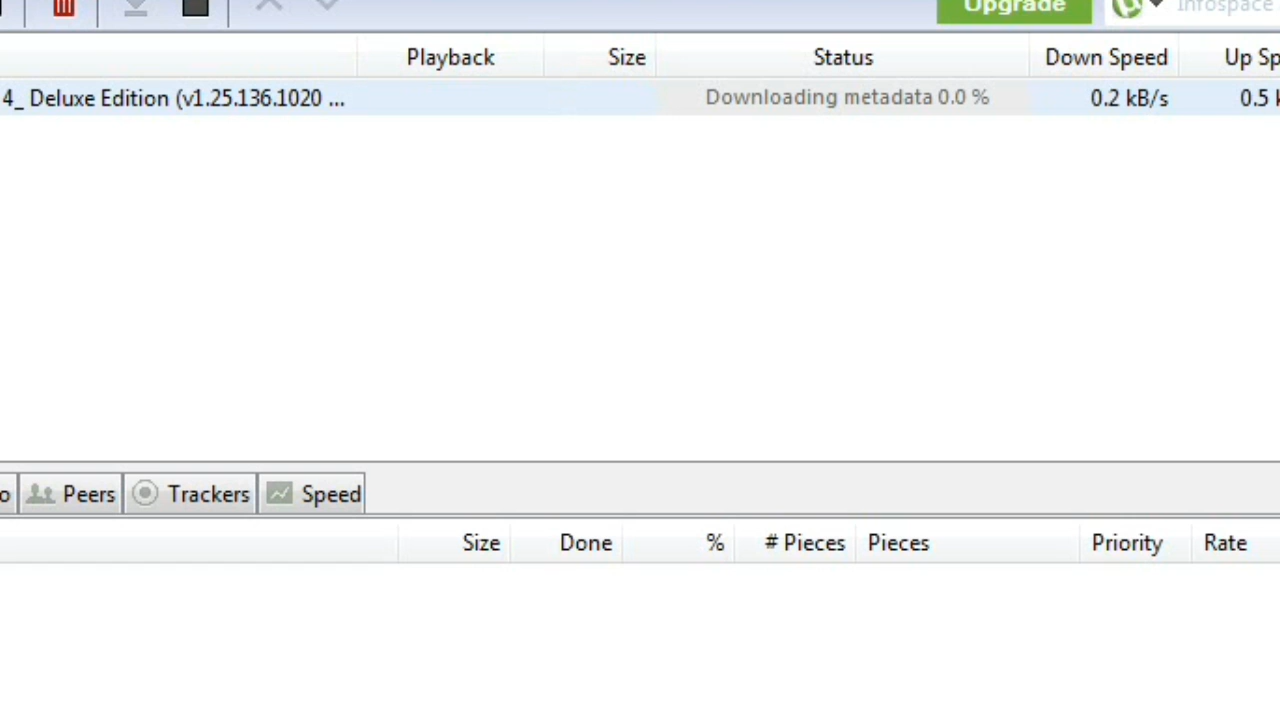 Upgrade Infospace
Playback Size Status Down Speed Up Sp
4_ Deluxe Edition (v1.25.136.1020 ... Downloading metadata 0.0 % 0.2 kB/s 0.5 k
o Peers Trackers Speed
Size Done % # Pieces Pieces Priority Rate